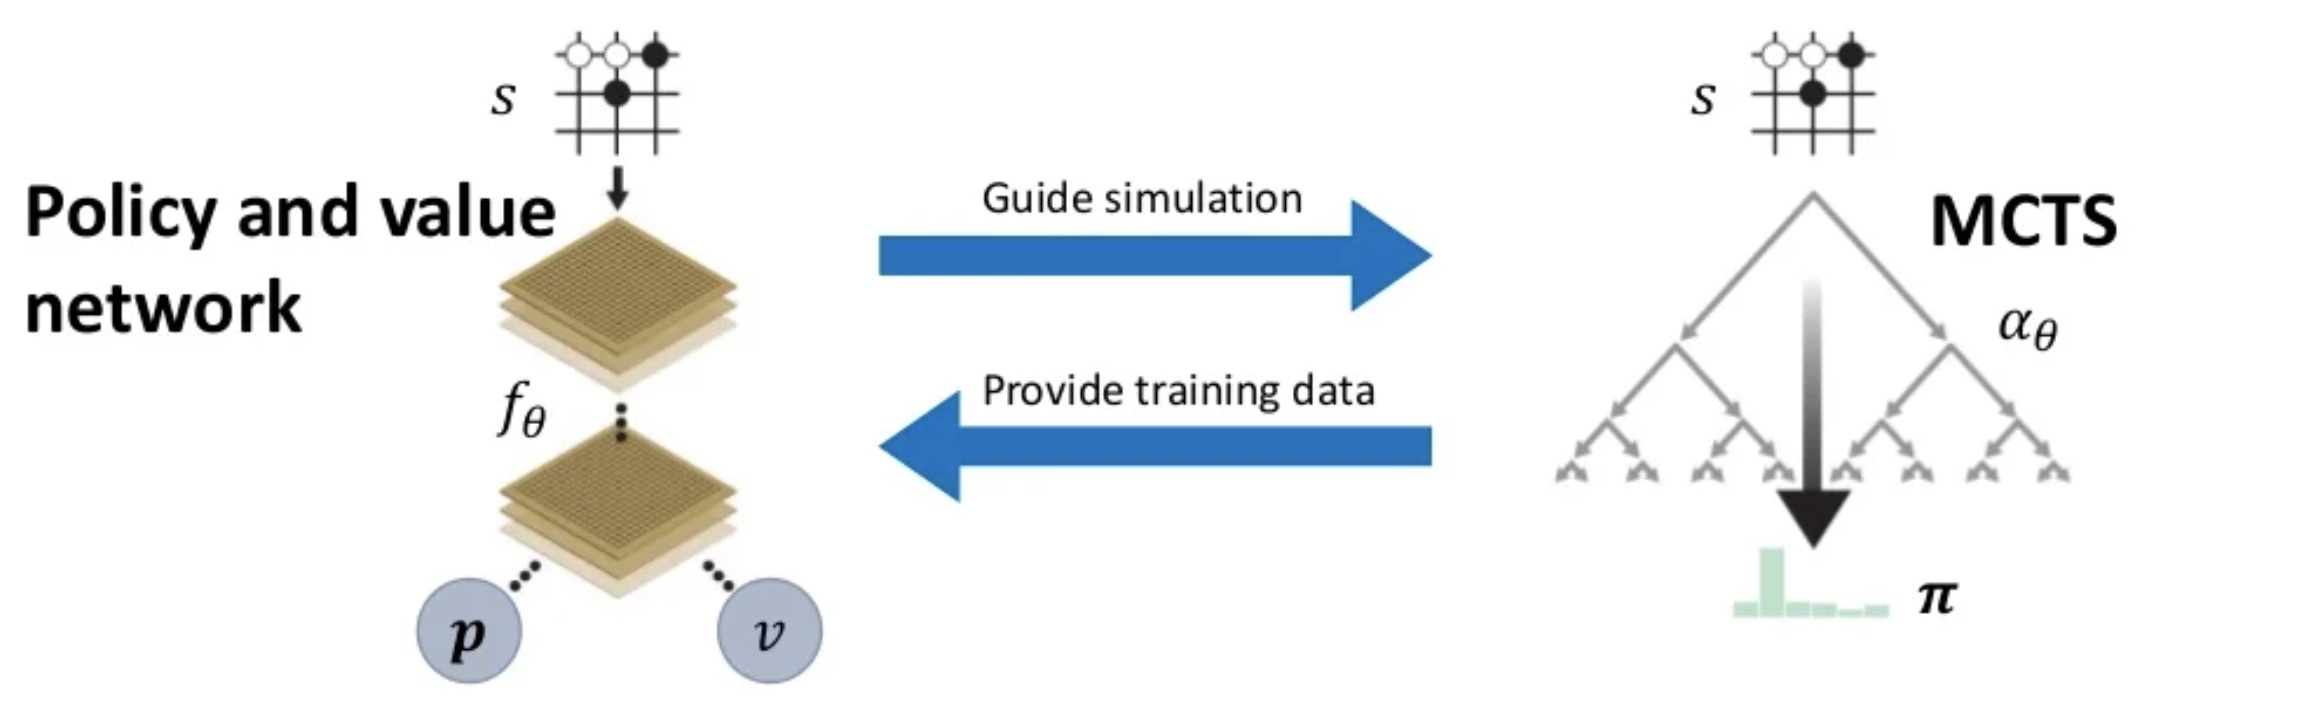 s
Policy and value
network
f_θ
p
v
Guide simulation
Provide training data
s
MCTS
α_θ
π